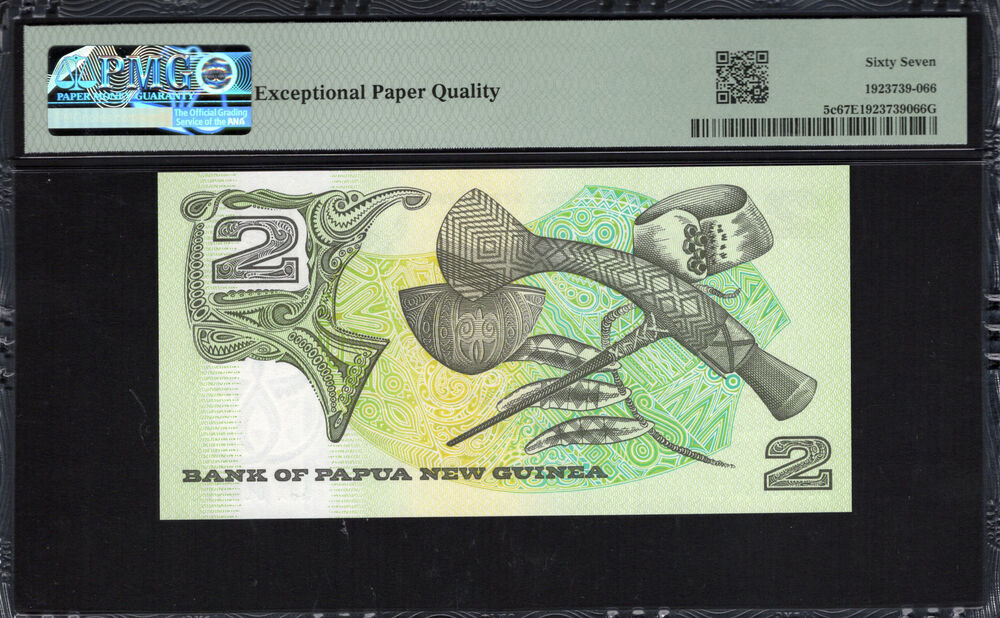 PMG
PAPER MONEY GUARANTY
The Official Grading
Service of the ANA
Exceptional Paper Quality
Sixty Seven
1923739-066
5c67E1923739066G
2
BANK OF PAPUA NEW GUINEA
2